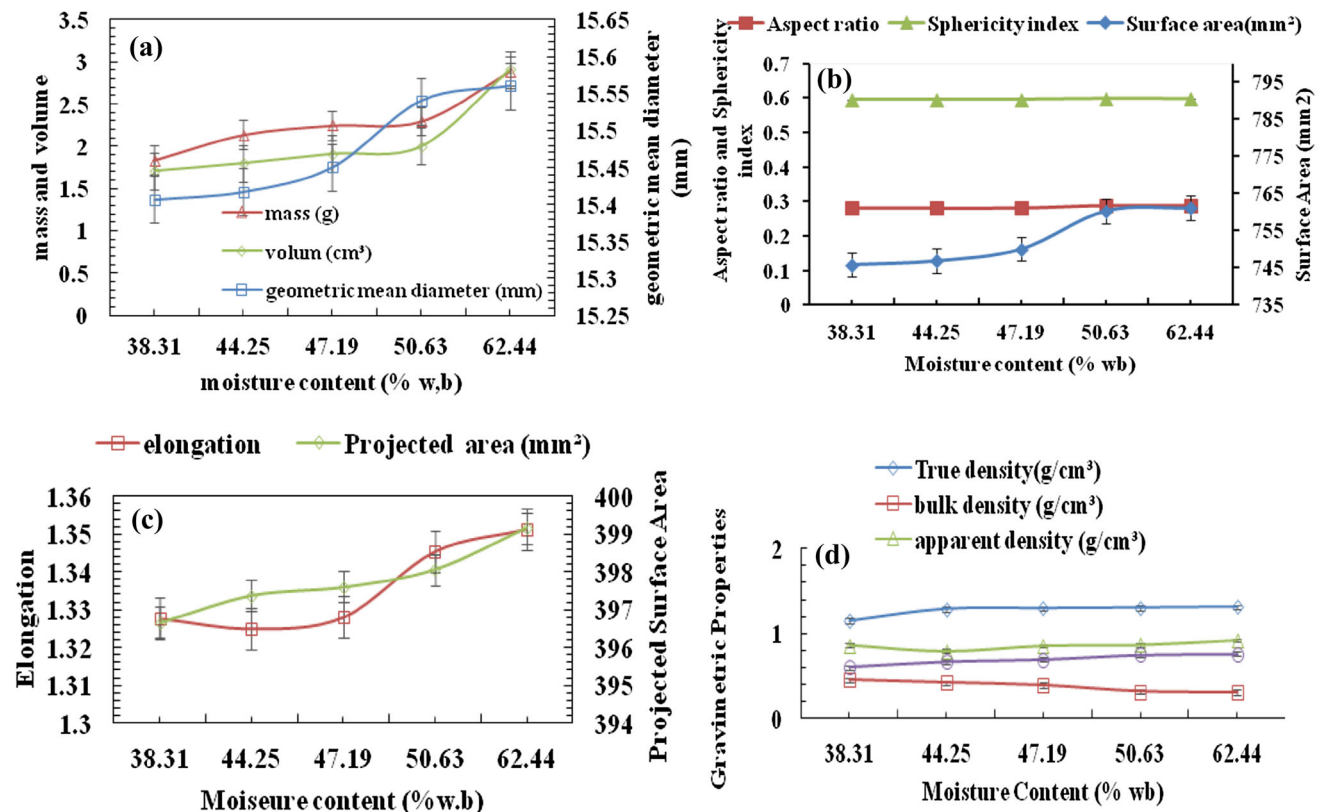 (a)
mass and volume
3.5
3
2.5
2
1.5
1
0.5
0
15.65
15.6
15.55
15.5
15.45
15.4
15.35
15.3
15.25
geometric mean diameter
(mm)
mass (g)
volum (cm³)
geometric mean diameter (mm)
38.31 44.25 47.19 50.63 62.44
moisture content (% w,b)
Aspect ratio Sphericity index Surface area(mm²)
(b)
Aspect ratio and Sphericity
index
0.7
0.6
0.5
0.4
0.3
0.2
0.1
0
795
785
775
765
755
745
735
Surface Area (mm2)
38.31 44.25 47.19 50.63 62.44
Moisture Content (% wb)
elongation Projected area (mm²)
(c)
Elongation
1.36
1.35
1.34
1.33
1.32
1.31
1.3
400
399
398
397
396
395
394
Projected Surface Area
38.31 44.25 47.19 50.63 62.44
Moiseure content (%w.b)
True density(g/cm³)
bulk density (g/cm³)
apparent density (g/cm³)
(d)
Gravimetric Properties
2
1
0
38.31 44.25 47.19 50.63 62.44
Moisture Content (% wb)